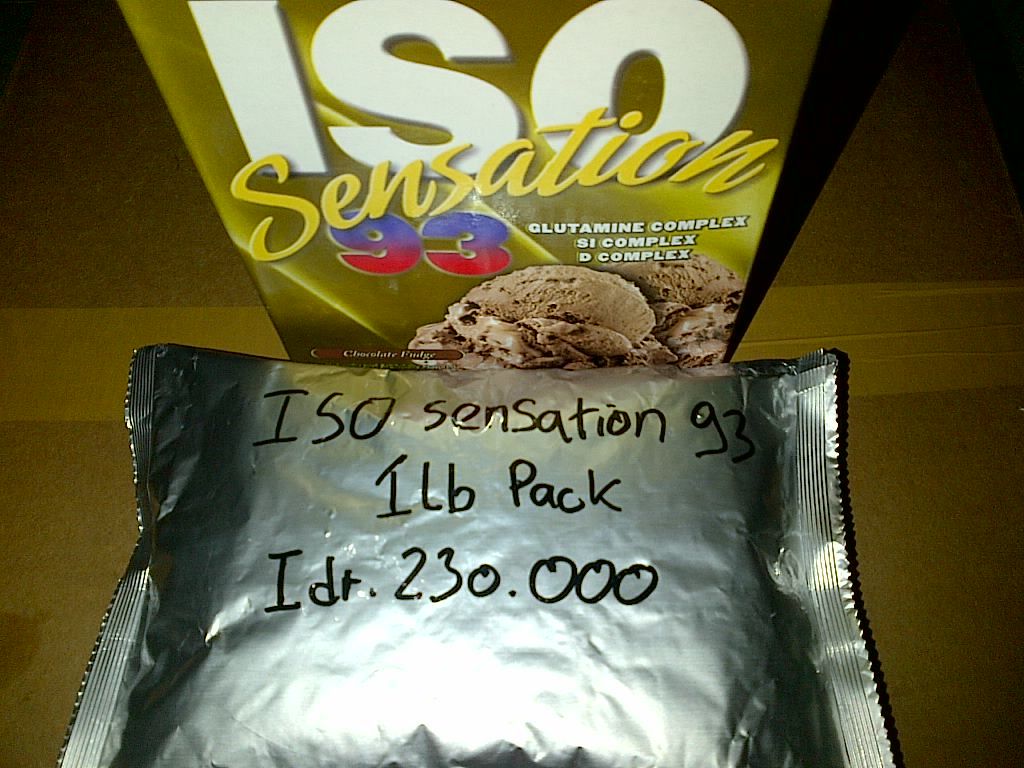 ISO
Sensation
93
GLUTAMINE COMPLEX
SI COMPLEX
D COMPLEX
Chocolate Fudge
ISO sensation 93
1lb Pack
Idr. 230.000